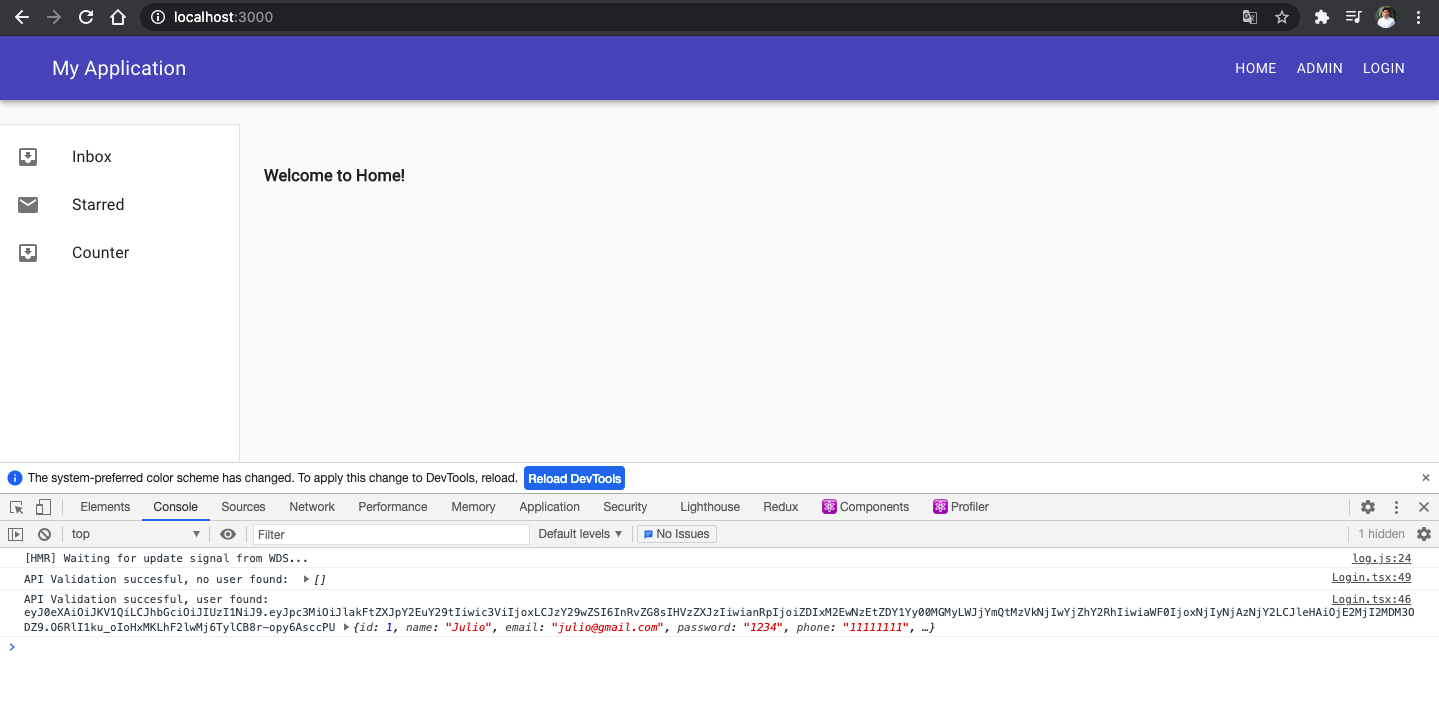 localhost:3000
My Application
HOME ADMIN LOGIN
Inbox
Starred
Counter
Welcome to Home!
The system-preferred color scheme has changed. To apply this change to DevTools, reload. Reload DevTools
Elements Console Sources Network Performance Memory Application Security Lighthouse Redux Components Profiler
top Filter Default levels No Issues 1 hidden
[HMR] Waiting for update signal from WDS... log.js:24
API Validation succesful, no user found: [] Login.tsx:49
API Validation succesful, user found: Login.tsx:46
{id: 1, name: "Julio", email: "julio@gmail.com", password: "1234", phone: "11111111", …}